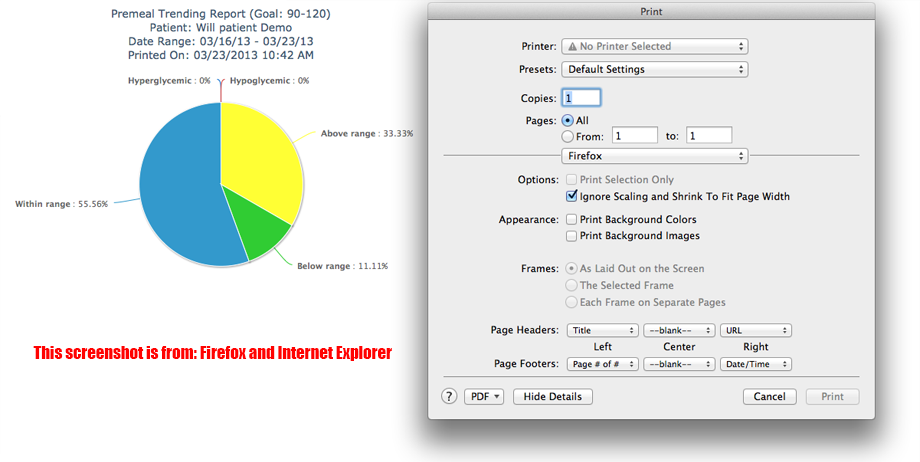 Premeal Trending Report (Goal: 90-120)
Patient: Will patient Demo
Date Range: 03/16/13 - 03/23/13
Printed On: 03/23/2013 10:42 AM
Hyperglycemic : 0%
Hypoglycemic : 0%
Above range : 33.33%
Within range : 55.56%
Below range : 11.11%
This screenshot is from: Firefox and Internet Explorer
Print
Printer: No Printer Selected
Presets: Default Settings
Copies: 1
Pages: All
From: 1 to: 1
Firefox
Options: Print Selection Only
Ignore Scaling and Shrink To Fit Page Width
Appearance: Print Background Colors
Print Background Images
Frames: As Laid Out on the Screen
The Selected Frame
Each Frame on Separate Pages
Page Headers: Title --blank-- URL
Left Center Right
Page Footers: Page # of # --blank-- Date/Time
? PDF Hide Details Cancel Print